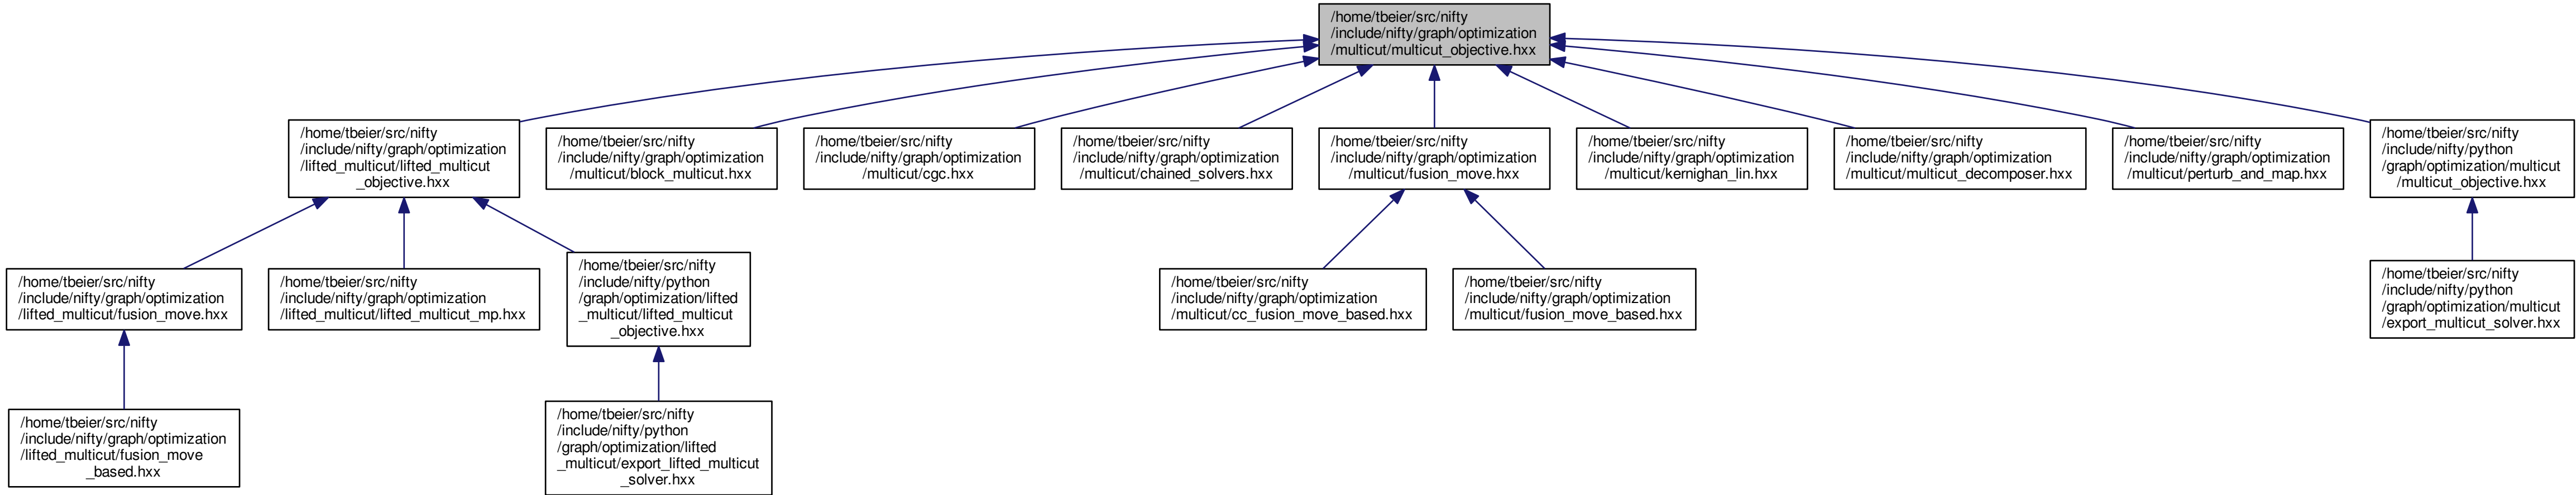 /home/tbeier/src/nifty
/include/nifty/graph/optimization
/multicut/multicut_objective.hxx
/home/tbeier/src/nifty
/include/nifty/graph/optimization
/lifted_multicut/lifted_multicut
_objective.hxx
/home/tbeier/src/nifty
/include/nifty/graph/optimization
/multicut/block_multicut.hxx
/home/tbeier/src/nifty
/include/nifty/graph/optimization
/multicut/cgc.hxx
/home/tbeier/src/nifty
/include/nifty/graph/optimization
/multicut/chained_solvers.hxx
/home/tbeier/src/nifty
/include/nifty/graph/optimization
/multicut/fusion_move.hxx
/home/tbeier/src/nifty
/include/nifty/graph/optimization
/multicut/kernighan_lin.hxx
/home/tbeier/src/nifty
/include/nifty/graph/optimization
/multicut/multicut_decomposer.hxx
/home/tbeier/src/nifty
/include/nifty/graph/optimization
/multicut/perturb_and_map.hxx
/home/tbeier/src/nifty
/include/nifty/python
/graph/optimization/multicut
/multicut_objective.hxx
/home/tbeier/src/nifty
/include/nifty/graph/optimization
/lifted_multicut/fusion_move.hxx
/home/tbeier/src/nifty
/include/nifty/graph/optimization
/lifted_multicut/lifted_multicut_mp.hxx
/home/tbeier/src/nifty
/include/nifty/python
/graph/optimization/lifted
_multicut/lifted_multicut
_objective.hxx
/home/tbeier/src/nifty
/include/nifty/graph/optimization
/multicut/cc_fusion_move_based.hxx
/home/tbeier/src/nifty
/include/nifty/graph/optimization
/multicut/fusion_move_based.hxx
/home/tbeier/src/nifty
/include/nifty/python
/graph/optimization/multicut
/export_multicut_solver.hxx
/home/tbeier/src/nifty
/include/nifty/graph/optimization
/lifted_multicut/fusion_move
_based.hxx
/home/tbeier/src/nifty
/include/nifty/python
/graph/optimization/lifted
_multicut/export_lifted_multicut
_solver.hxx